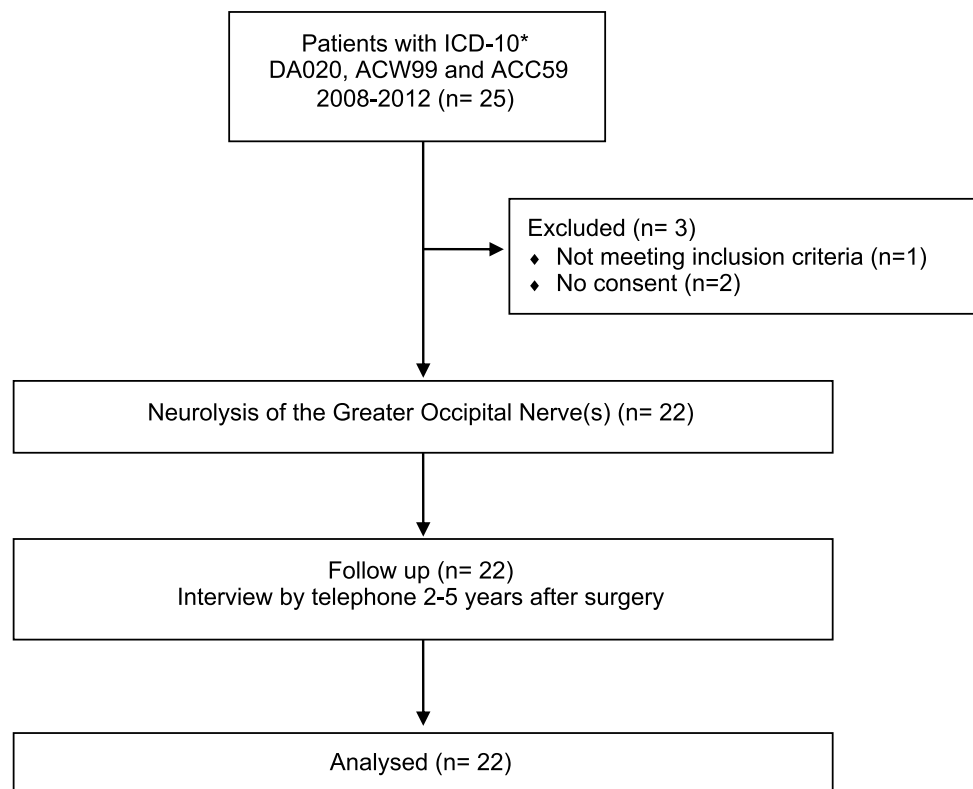 Patients with ICD-10*
DA020, ACW99 and ACC59
2008-2012 (n= 25)
Excluded (n= 3)
♦ Not meeting inclusion criteria (n=1)
♦ No consent (n=2)
Neurolysis of the Greater Occipital Nerve(s) (n= 22)
Follow up (n= 22)
Interview by telephone 2-5 years after surgery
Analysed (n= 22)